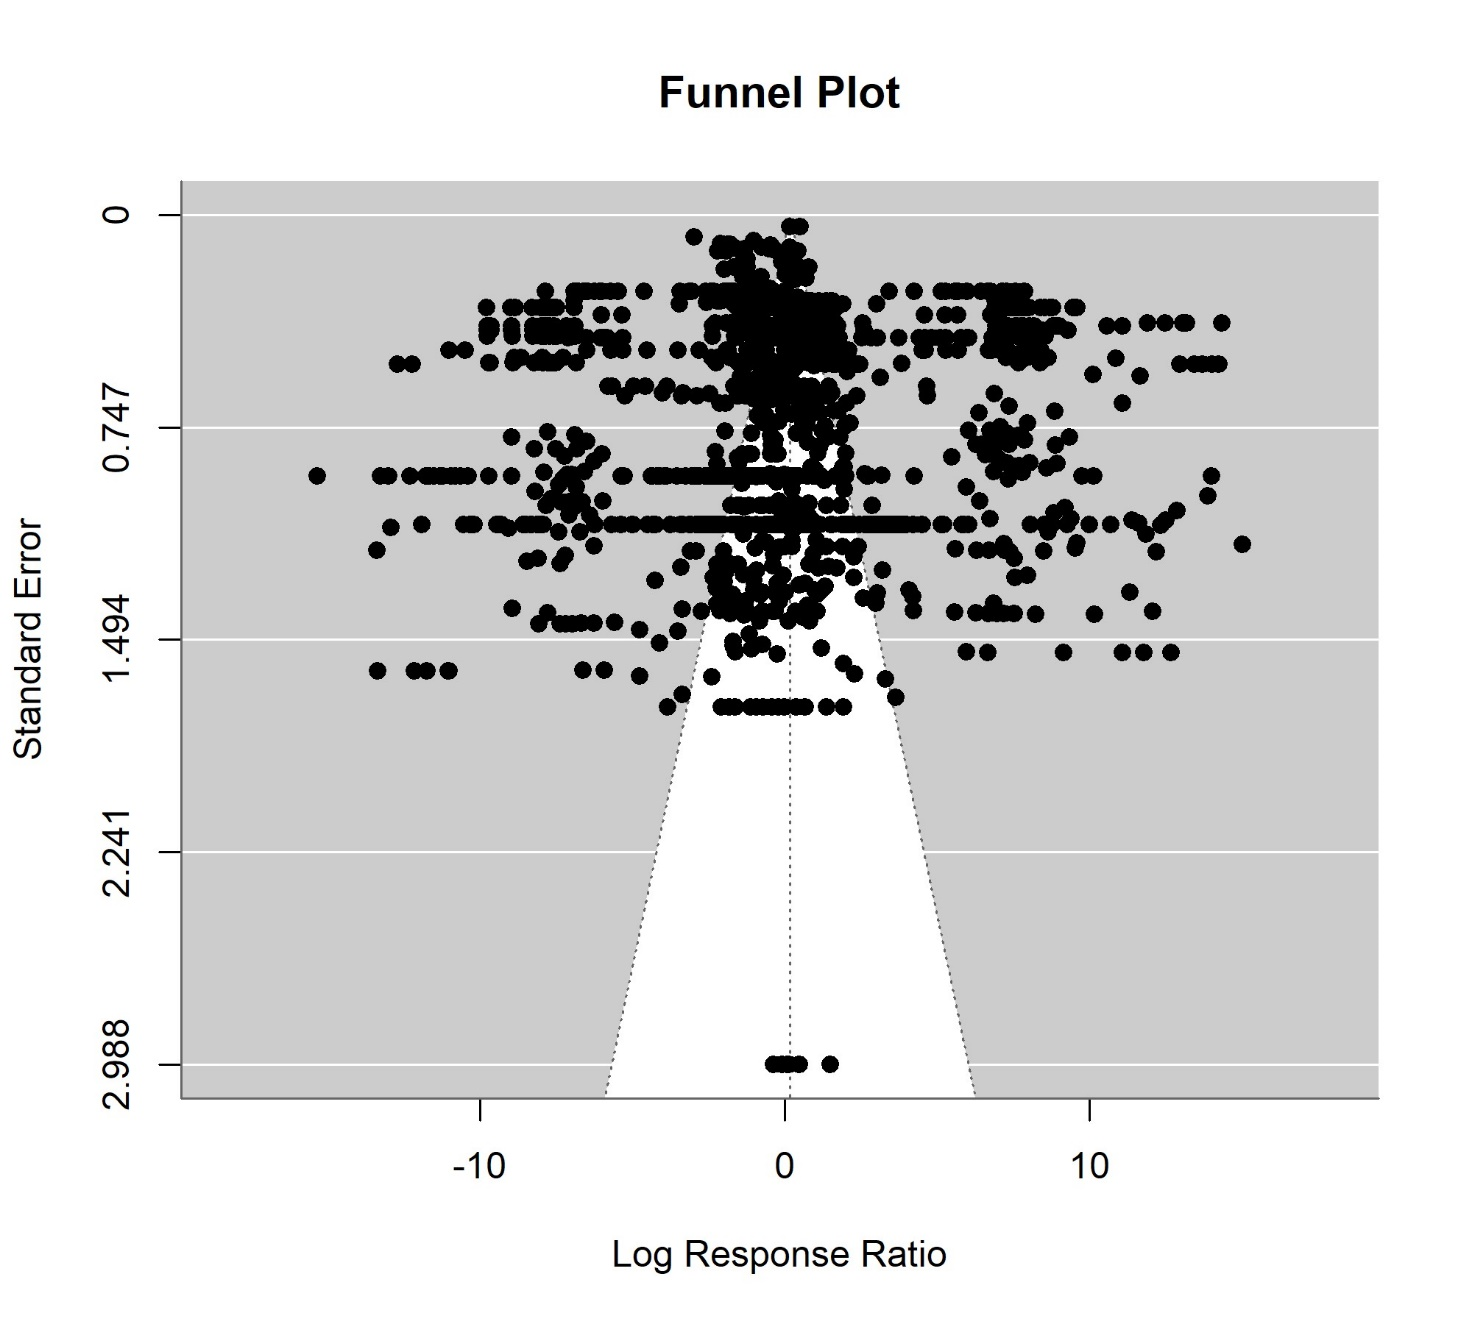 Funnel Plot
Standard Error
0
0.747
1.494
2.241
2.988
-10
0
10
Log Response Ratio